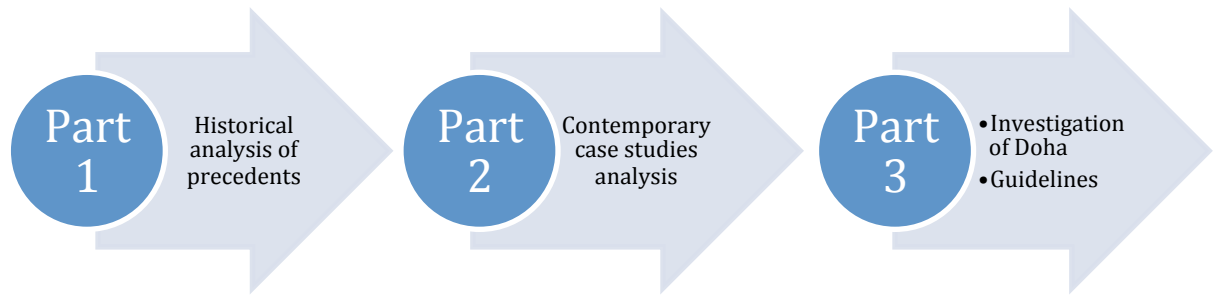 Part
1
Historical
analysis of
precedents
Part
2
Contemporary
case studies
analysis
Part
3
•Investigation
of Doha
•Guidelines